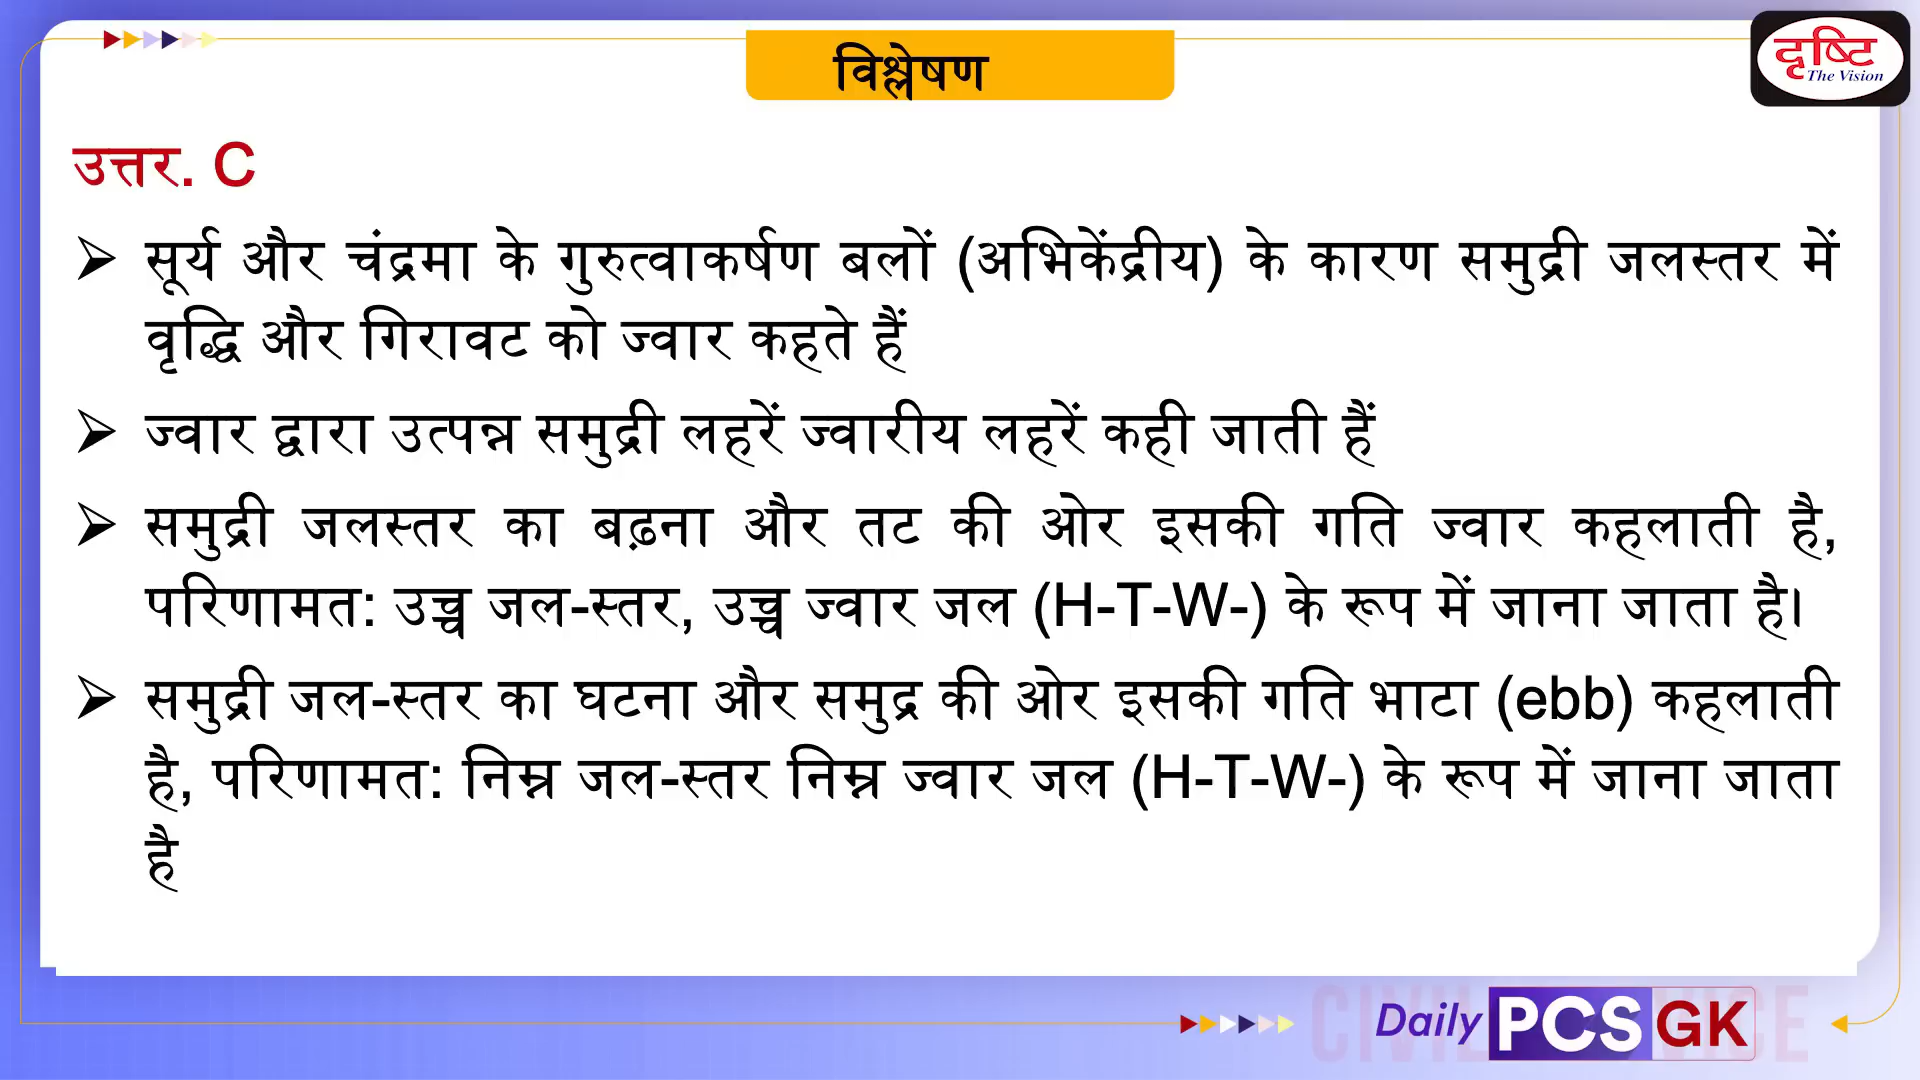 विश्लेषण
दृष्टि
The Vision
उत्तर. C
सूर्य और चंद्रमा के गुरुत्वाकर्षण बलों (अभिकेंद्रीय) के कारण समुद्री जलस्तर में
वृद्धि और गिरावट को ज्वार कहते हैं
ज्वार द्वारा उत्पन्न समुद्री लहरें ज्वारीय लहरें कही जाती हैं
समुद्री जलस्तर का बढ़ना और तट की ओर इसकी गति ज्वार कहलाती है,
परिणामत: उच्च जल-स्तर, उच्च ज्वार जल (H-T-W-) के रूप में जाना जाता है।
समुद्री जल-स्तर का घटना और समुद्र की ओर इसकी गति भाटा (ebb) कहलाती
है, परिणामत: निम्न जल-स्तर निम्न ज्वार जल (H-T-W-) के रूप में जाना जाता
है
Daily PCS GK